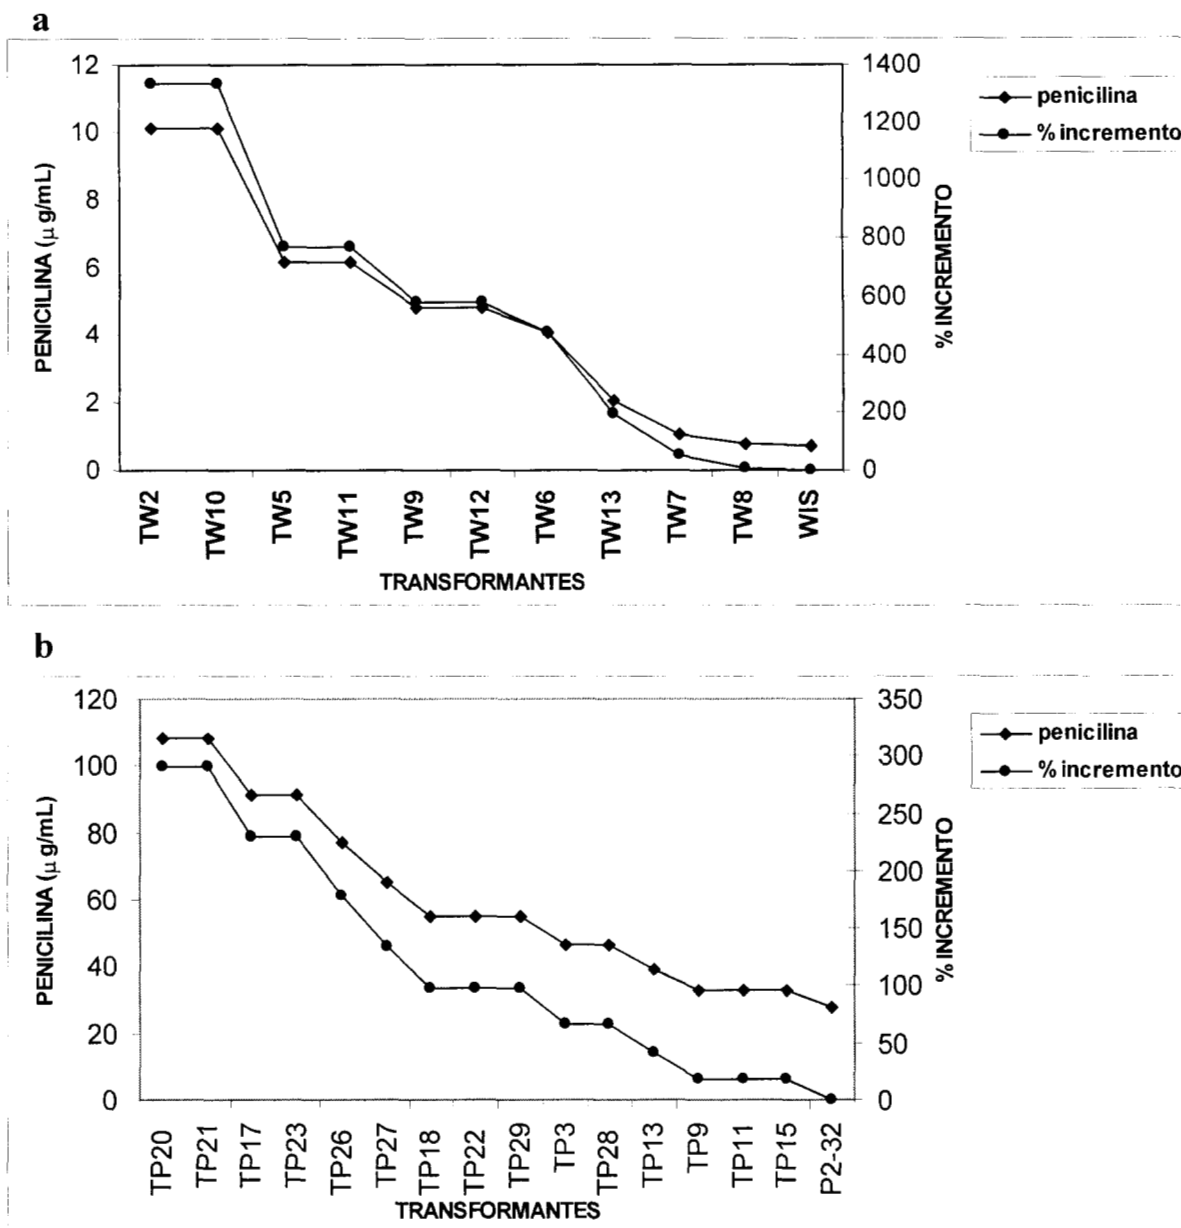 a
penicilina
% incremento
PENICILINA (µ g/mL)
12
10
8
6
4
2
0
1400
1200
1000
800
600
400
200
0
% INCREMENTO
TW2 TW10 TW5 TW11 TW9 TW12 TW6 TW13 TW7 TW8 WIS
TRANSFORMANTES
b
penicilina
% incremento
PENICILINA (µ g/mL)
120
100
80
60
40
20
0
350
300
250
200
150
100
50
0
% INCREMENTO
TP20 TP21 TP17 TP23 TP26 TP27 TP18 TP22 TP29 TP3 TP28 TP13 TP9 TP11 TP15 P2-32
TRANSFORMANTES